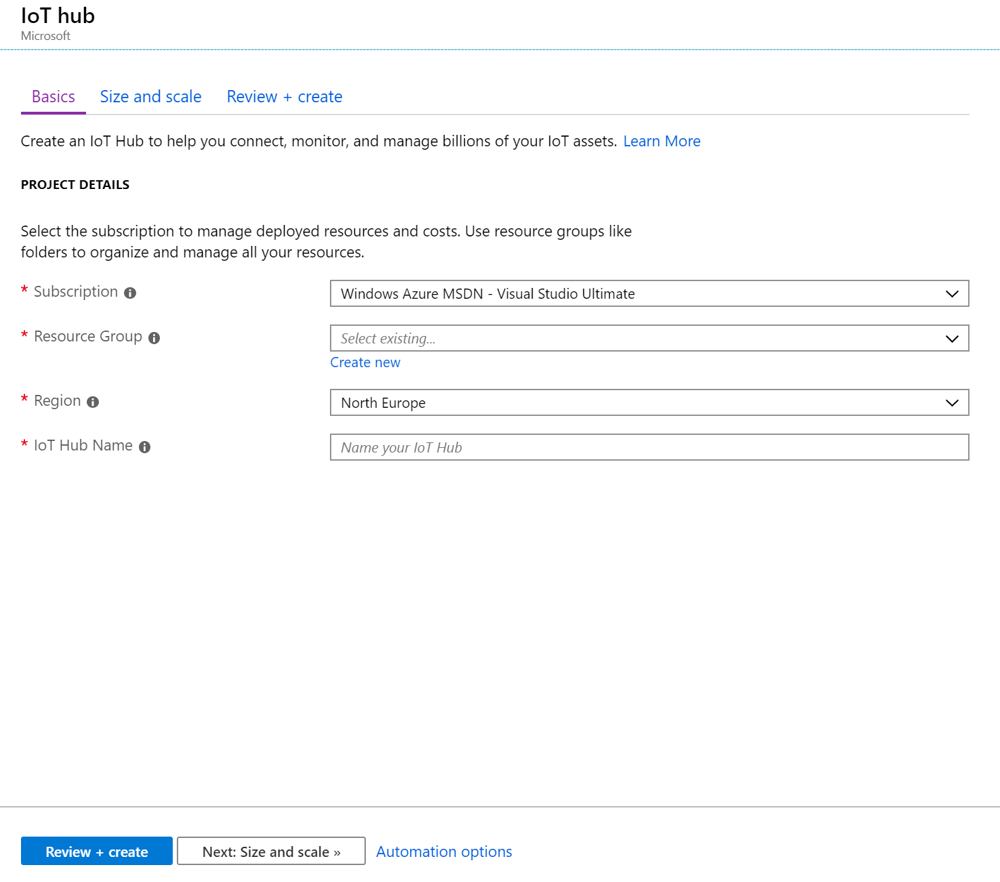 IoT hub
Microsoft
Basics Size and scale Review + create
Create an IoT Hub to help you connect, monitor, and manage billions of your IoT assets. Learn More
PROJECT DETAILS
Select the subscription to manage deployed resources and costs. Use resource groups like
folders to organize and manage all your resources.
* Subscription Windows Azure MSDN - Visual Studio Ultimate
* Resource Group Select existing...
Create new
* Region North Europe
* IoT Hub Name Name your IoT Hub
Review + create Next: Size and scale » Automation options